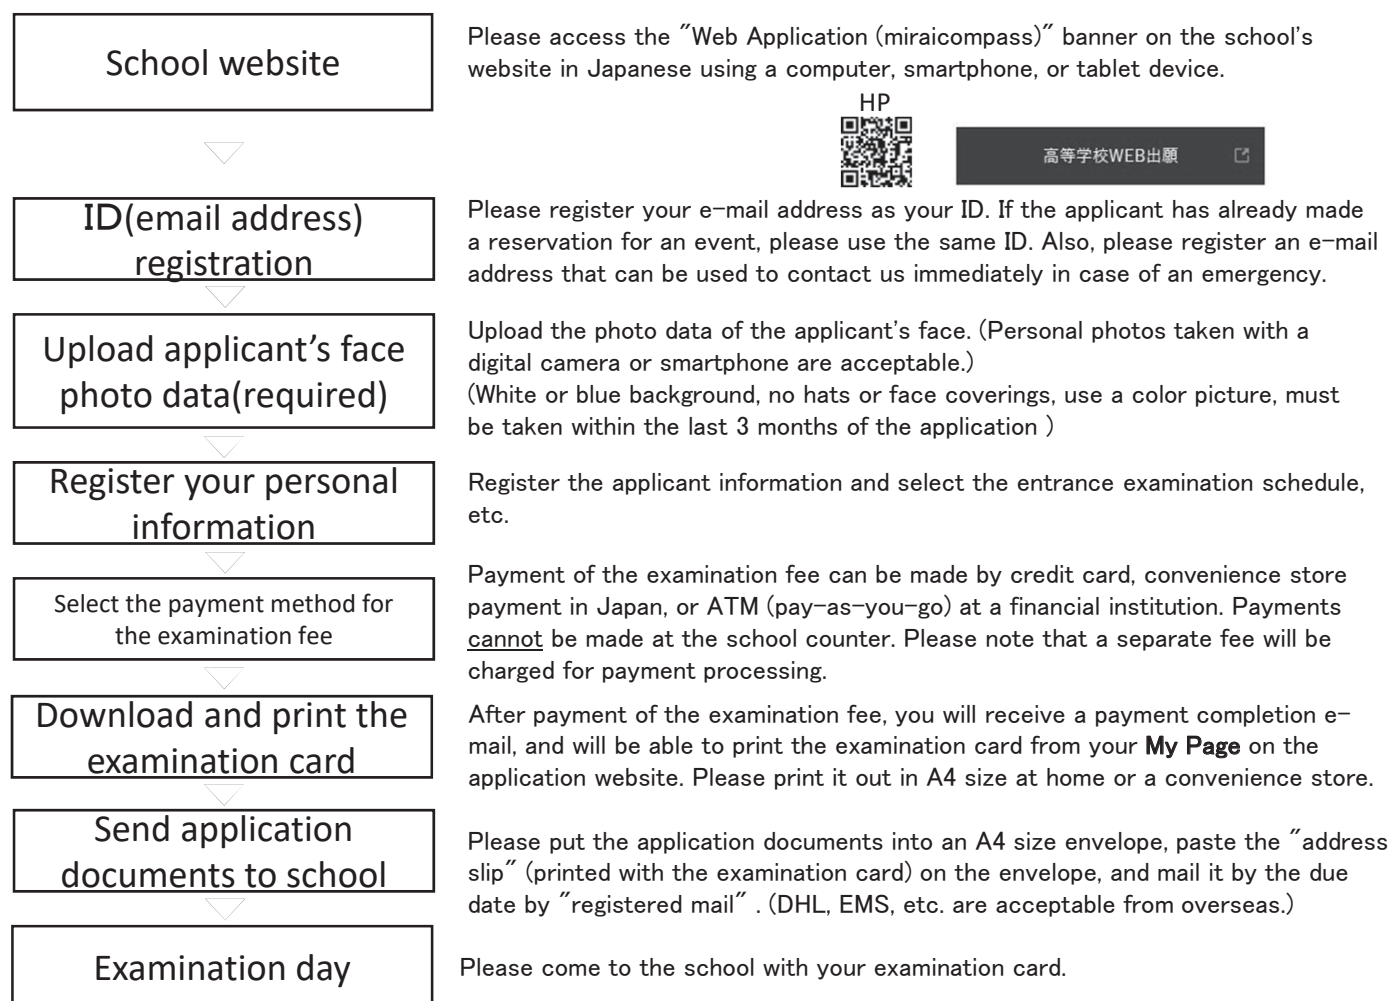 School website
Please access the "Web Application (miraicompass)" banner on the school's
website in Japanese using a computer, smartphone, or tablet device.
HP
高等学校WEB出願
ID(email address)
registration
Please register your e-mail address as your ID. If the applicant has already made
a reservation for an event, please use the same ID. Also, please register an e-mail
address that can be used to contact us immediately in case of an emergency.
Upload applicant's face
photo data(required)
Upload the photo data of the applicant's face. (Personal photos taken with a
digital camera or smartphone are acceptable.)
(White or blue background, no hats or face coverings, use a color picture, must
be taken within the last 3 months of the application )
Register your personal
information
Register the applicant information and select the entrance examination schedule,
etc.
Select the payment method for
the examination fee
Payment of the examination fee can be made by credit card, convenience store
payment in Japan, or ATM (pay-as-you-go) at a financial institution. Payments
cannot be made at the school counter. Please note that a separate fee will be
charged for payment processing.
Download and print the
examination card
After payment of the examination fee, you will receive a payment completion e-
mail, and will be able to print the examination card from your My Page on the
application website. Please print it out in A4 size at home or a convenience store.
Send application
documents to school
Please put the application documents into an A4 size envelope, paste the "address
slip" (printed with the examination card) on the envelope, and mail it by the due
date by "registered mail" . (DHL, EMS, etc. are acceptable from overseas.)
Examination day
Please come to the school with your examination card.